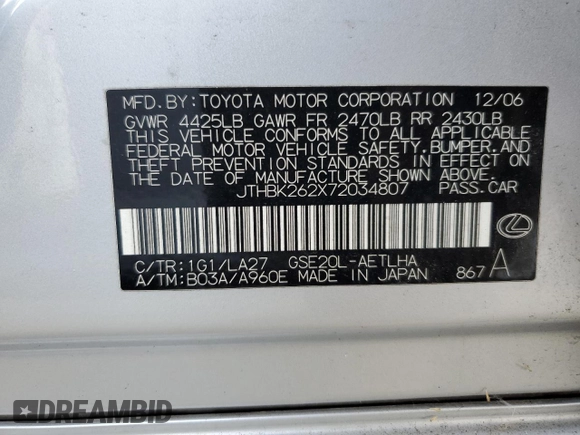 MFD. BY: TOYOTA MOTOR CORPORATION 12/06
GVWR 4425LB GAWR FR 2470LB RR 2430LB
THIS VEHICLE CONFORMS TO ALL APPLICABLE
FEDERAL MOTOR VEHICLE SAFETY, BUMPER, AND
THEFT PREVENTION STANDARDS IN EFFECT ON
THE DATE OF MANUFACTURE SHOWN ABOVE.
JTHBK262X72034807 PASS. CAR
C/TR: 1G1/LA27 GSE20L-AETLHA
A/TM: B03A/A960E MADE IN JAPAN 867 A
DREAMBID